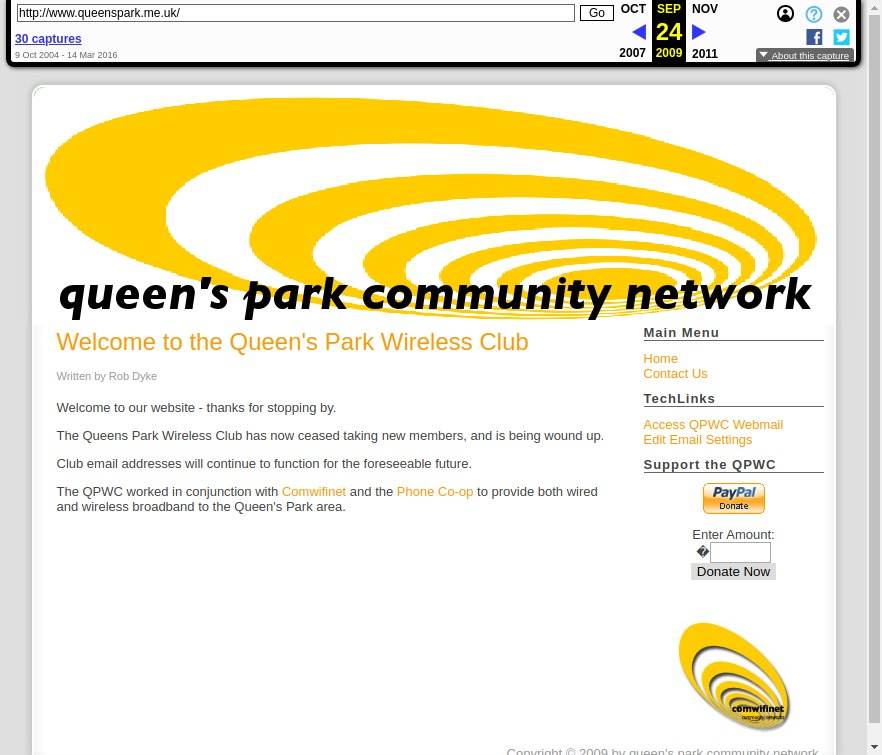 http://www.queenspark.me.uk/
Go
OCT SEP NOV
30 captures
24
9 Oct 2004 - 14 Mar 2016
2007 2009 2011
About this capture
queen's park community network
Welcome to the Queen's Park Wireless Club
Written by Rob Dyke
Welcome to our website - thanks for stopping by.
The Queens Park Wireless Club has now ceased taking new members, and is being wound up.
Club email addresses will continue to function for the foreseeable future.
The QPWC worked in conjunction with Comwifinet and the Phone Co-op to provide both wired
and wireless broadband to the Queen's Park area.
Main Menu
Home
Contact Us
TechLinks
Access QPWC Webmail
Edit Email Settings
Support the QPWC
PayPal
Donate
Enter Amount:
�
Donate Now
comwifinet
Copyright © 2009 by queen's park community network